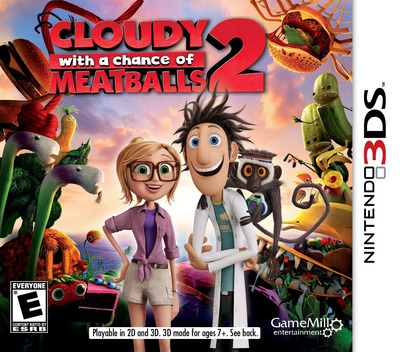 CLOUDY
with a chance of
MEATBALLS 2
NINTENDO 3DS™
EVERYONE
E
CONTENT RATED BY
ESRB
Playable in 2D and 3D. 3D mode for ages 7+. See back.
GameMill
entertainment